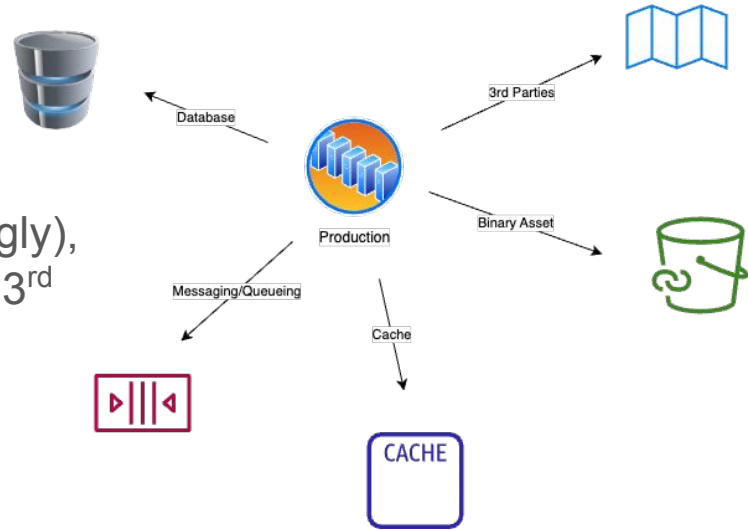 3rd Parties
Database
Binary Asset
gly),
Production
3rd
Messaging/Queueing
Cache
CACHE